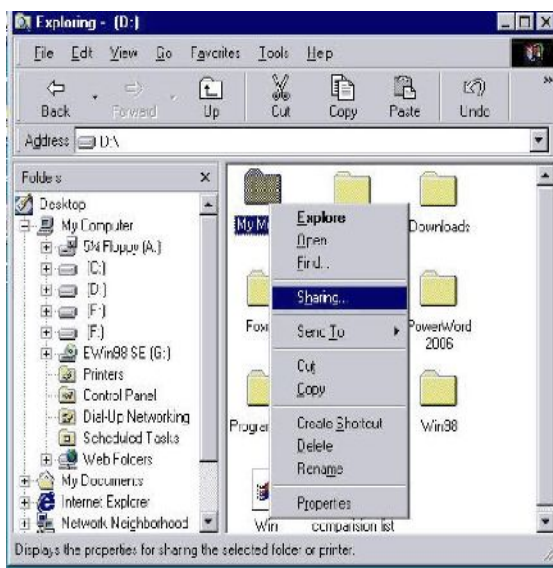 Exploring - (D:)
File Edit View Go Favorites Tools Help
Back Forward Up Cut Copy Paste Undo »
Address D:\
Folders x
Desktop
My Computer
5¼ Floppy (A:)
(C:)
(D:)
(F:)
EWin98 SE (G:)
Printers
Control Panel
Dial-Up Networking
Scheduled Tasks
Web Folders
My Documents
Internet Explorer
Network Neighborhood
Downloads
PowerWord
2006
Win98
Win
comparision list
Explore
Open
Find...
Sharing...
Send To
Cut
Copy
Create Shortcut
Delete
Rename
Properties
Displays the properties for sharing the selected folder or printer.